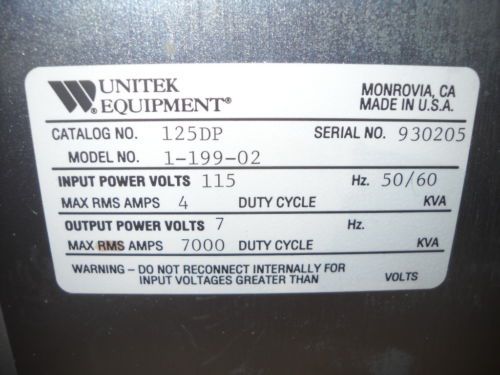 UNITEK
EQUIPMENT®
MONROVIA, CA
MADE IN U.S.A.
CATALOG NO. 125DP SERIAL NO. 930205
MODEL NO. 1-199-02
INPUT POWER VOLTS 115 Hz. 50/60
MAX RMS AMPS 4 DUTY CYCLE KVA
OUTPUT POWER VOLTS 7 Hz.
MAX RMS AMPS 7000 DUTY CYCLE KVA
WARNING – DO NOT RECONNECT INTERNALLY FOR
INPUT VOLTAGES GREATER THAN VOLTS